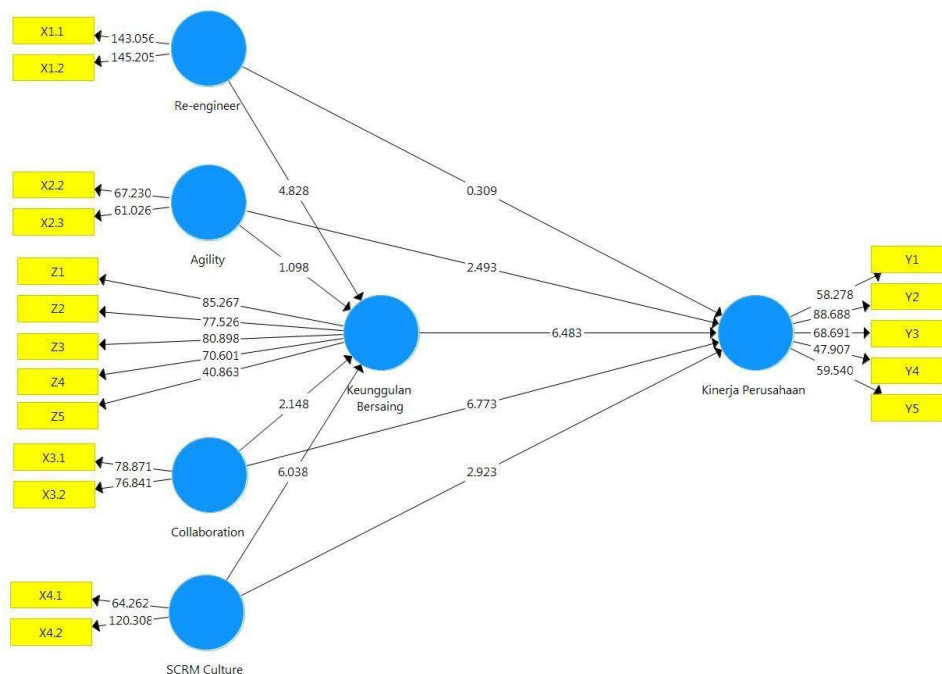 X1.1
143.056
X1.2
145.205
Re-engineer
X2.2
67.230
X2.3
61.026
Agility
4.828
0.309
1.098
2.493
Z1
85.267
Z2
77.526
Z3
80.898
Z4
70.601
Z5
40.863
Keunggulan
Bersaing
6.483
Kinerja Perusahaan
Y1
58.278
Y2
88.688
Y3
68.691
Y4
47.907
Y5
59.540
2.148
6.773
X3.1
78.871
X3.2
76.841
Collaboration
6.038
2.923
X4.1
64.262
X4.2
120.308
SCRM Culture